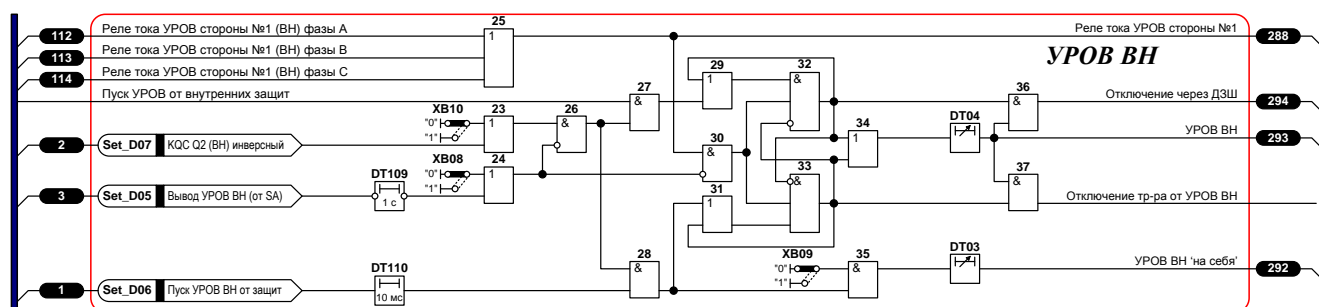 25
112 Реле тока УРОВ стороны №1 (ВН) фазы А 1 Реле тока УРОВ стороны №1 288
113 Реле тока УРОВ стороны №1 (ВН) фазы В
114 Реле тока УРОВ стороны №1 (ВН) фазы С
УРОВ ВН
Пуск УРОВ от внутренних защит
27 &
29 1
32 &
36 &
Отключение через ДЗШ 294
XB10 "0" "1"
23 1
26 &
2 Set_D07 KQC Q2 (ВН) инверсный
34 1
DT04
УРОВ ВН 293
XB08 "0" "1"
24 1
30 &
33 &
37 &
3 Set_D05 Вывод УРОВ ВН (от SA)
DT109 1 с
31 1
Отключение тр-ра от УРОВ ВН
28 &
XB09 "0" "1"
35 &
DT03
УРОВ ВН 'на себя' 292
1 Set_D06 Пуск УРОВ ВН от защит
DT110 10 мс